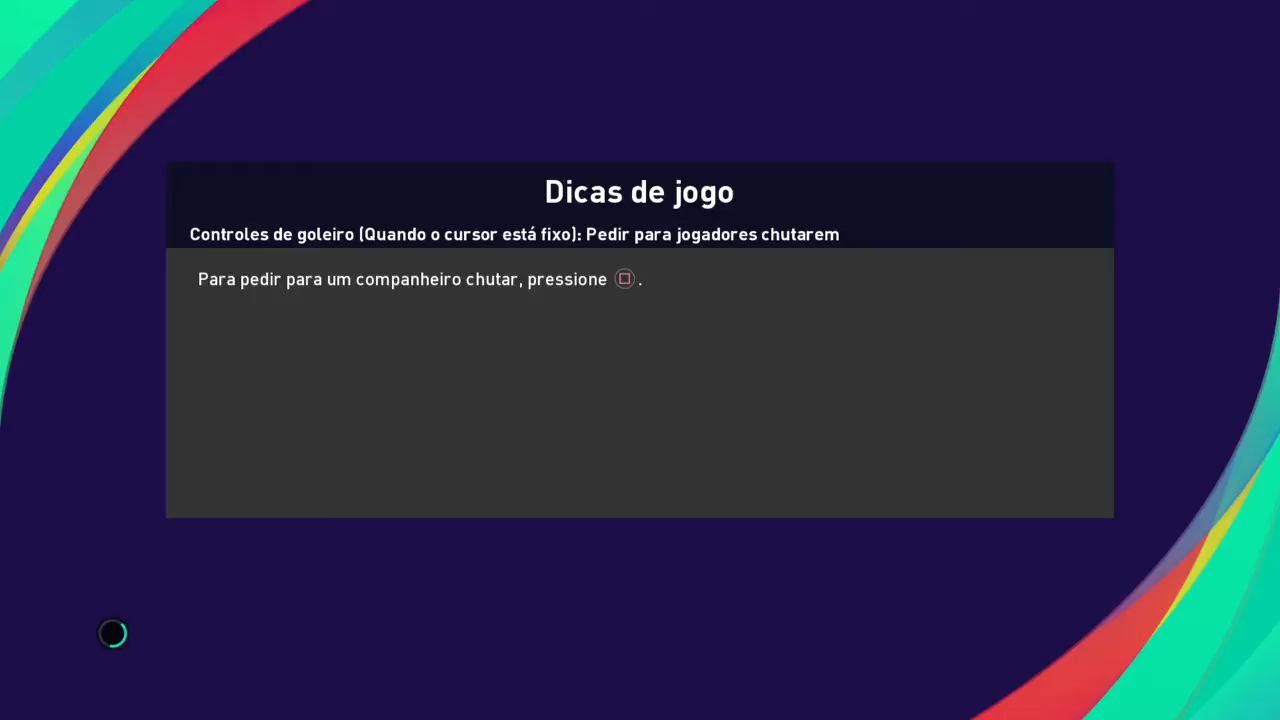 Dicas de jogo
Controles de goleiro (Quando o cursor está fixo): Pedir para jogadores chutarem
Para pedir para um companheiro chutar, pressione □.